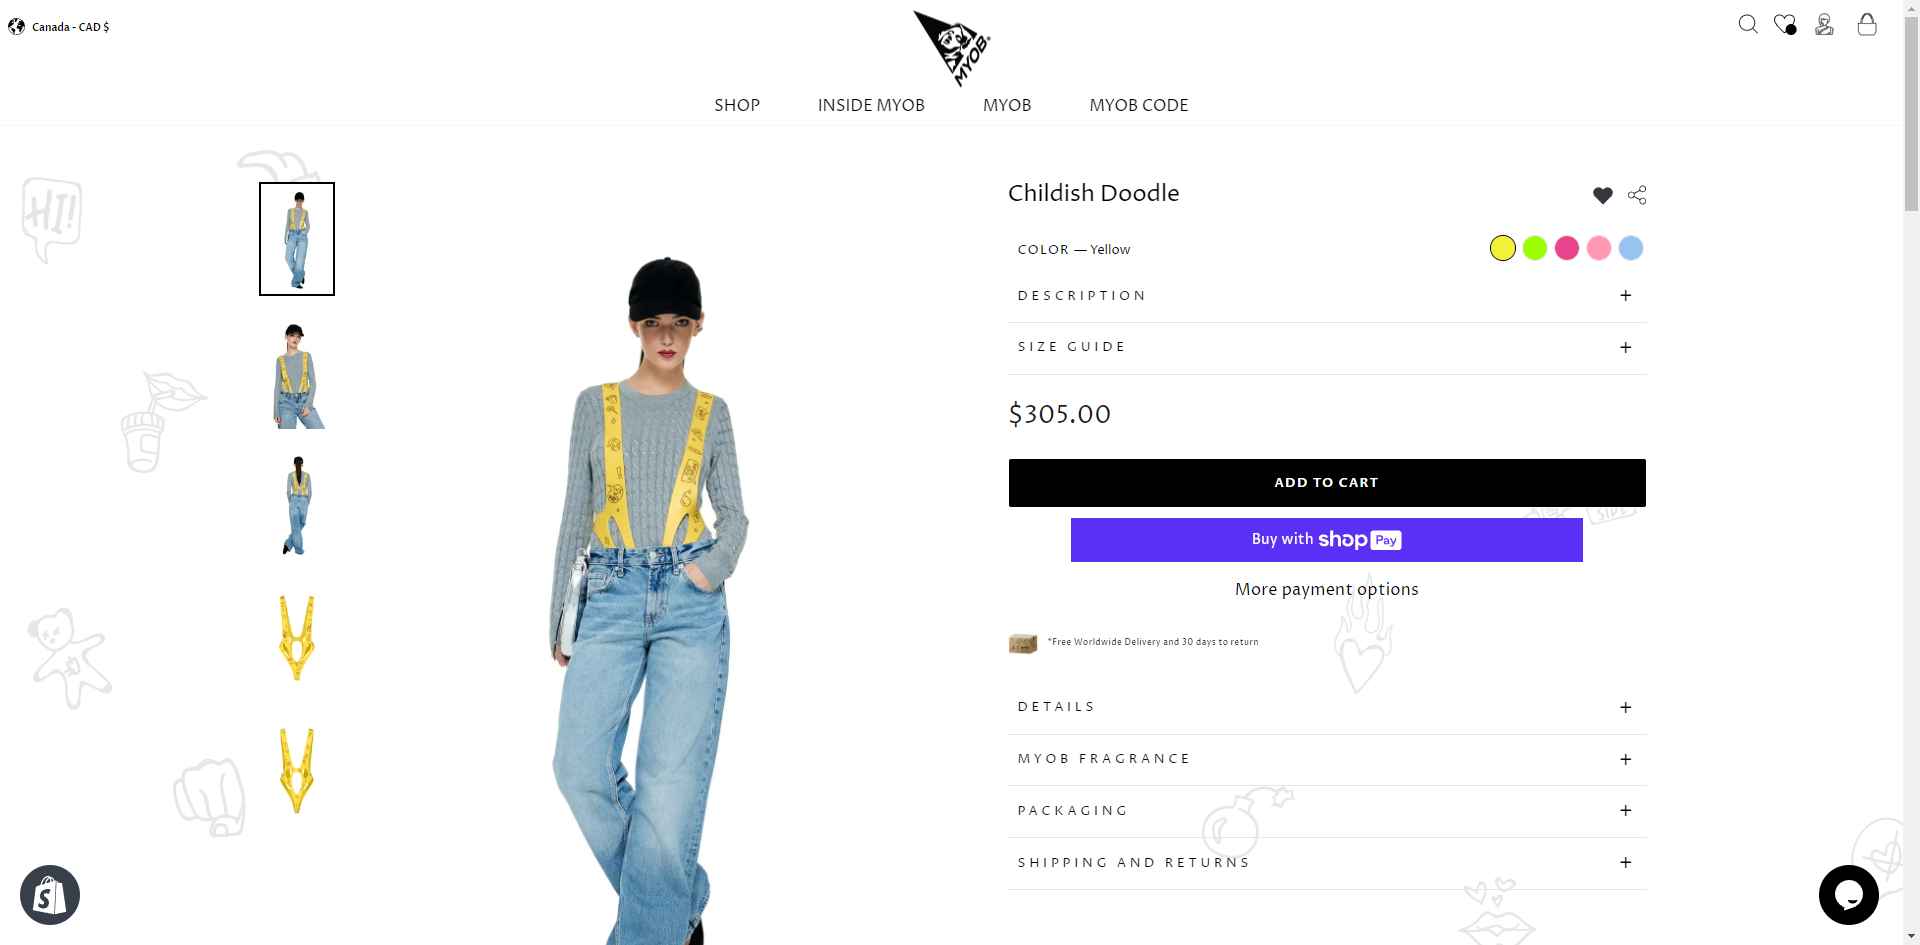 Canada - CAD $
MYOB
SHOP
INSIDE MYOB
MYOB
MYOB CODE
HI!
Childish Doodle
COLOR — Yellow
DESCRIPTION
SIZE GUIDE
$305.00
ADD TO CART
Buy with shop Pay
More payment options
*Free Worldwide Delivery and 30 days to return
DETAILS
MYOB FRAGRANCE
PACKAGING
SHIPPING AND RETURNS